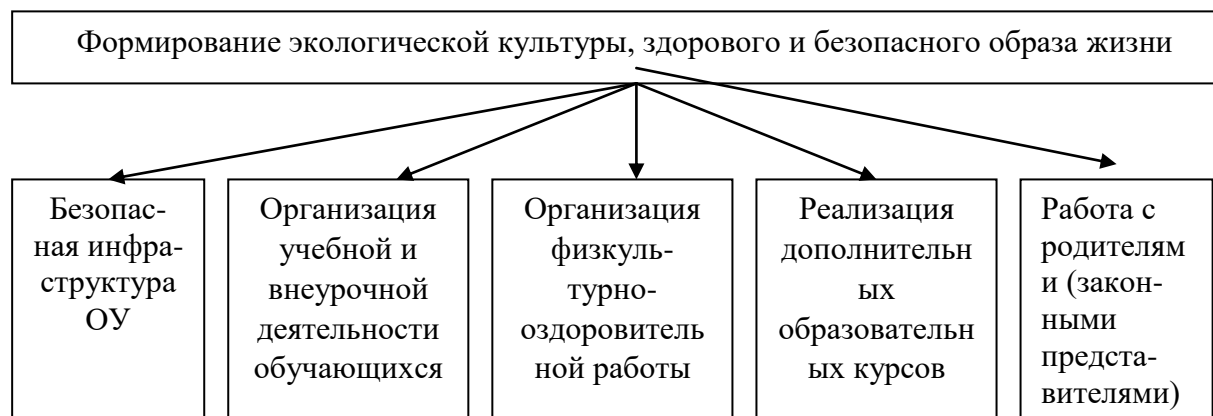 Формирование экологической культуры, здорового и безопасного образа жизни
Безопас-
ная инфра-
структура
ОУ
Организация
учебной и
внеурочной
деятельности
обучающихся
Организация
физкуль-
турно-
оздоровитель
ной работы
Реализация
дополнительн
ых
образовательн
ых курсов
Работа с
родителям
и (закон-
ными
предста-
вителями)